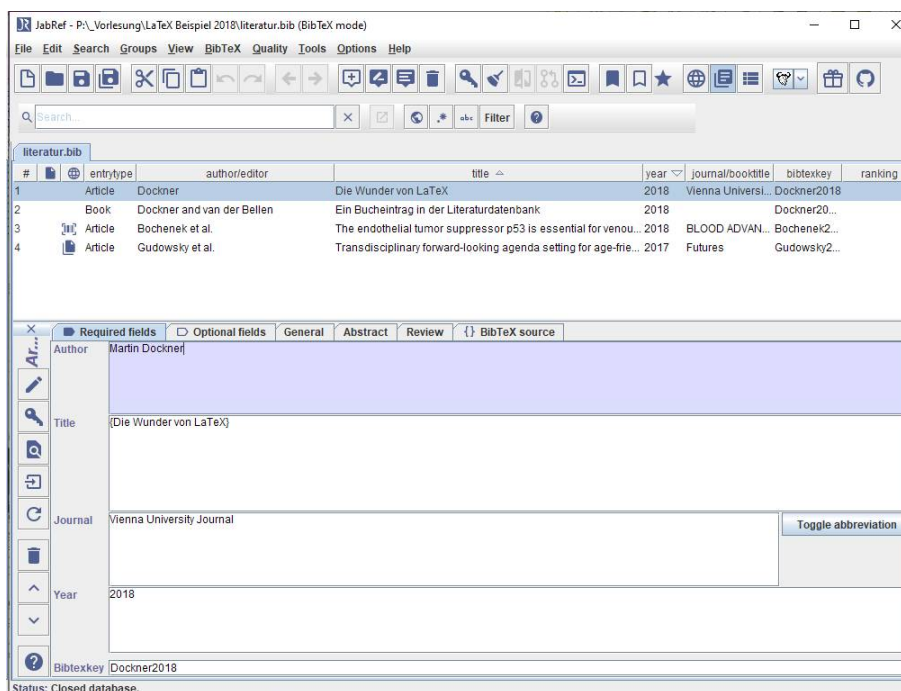 JabRef - P:\_Vorlesung\LaTeX Beispiel 2018\literatur.bib (BibTeX mode)
File Edit Search Groups View BibTeX Quality Tools Options Help
Search...
abc Filter
literatur.bib
# entrytype author/editor title year journal/booktitle bibtexkey ranking
1 Article Dockner Die Wunder von LaTeX 2018 Vienna Universi... Dockner2018
2 Book Dockner and van der Bellen Ein Bucheintrag in der Literaturdatenbank 2018 Dockner20...
3 Article Bochenek et al. The endothelial tumor suppressor p53 is essential for venou... 2018 BLOOD ADVAN... Bochenek2...
4 Article Gudowsky et al. Transdisciplinary forward-looking agenda setting for age-frie... 2017 Futures Gudowsky2...
Required fields Optional fields General Abstract Review {} BibTeX source
Ar...
Author Martin Dockner
Title {Die Wunder von LaTeX}
Journal Vienna University Journal Toggle abbreviation
Year 2018
Bibtexkey Dockner2018
Status: Closed database.